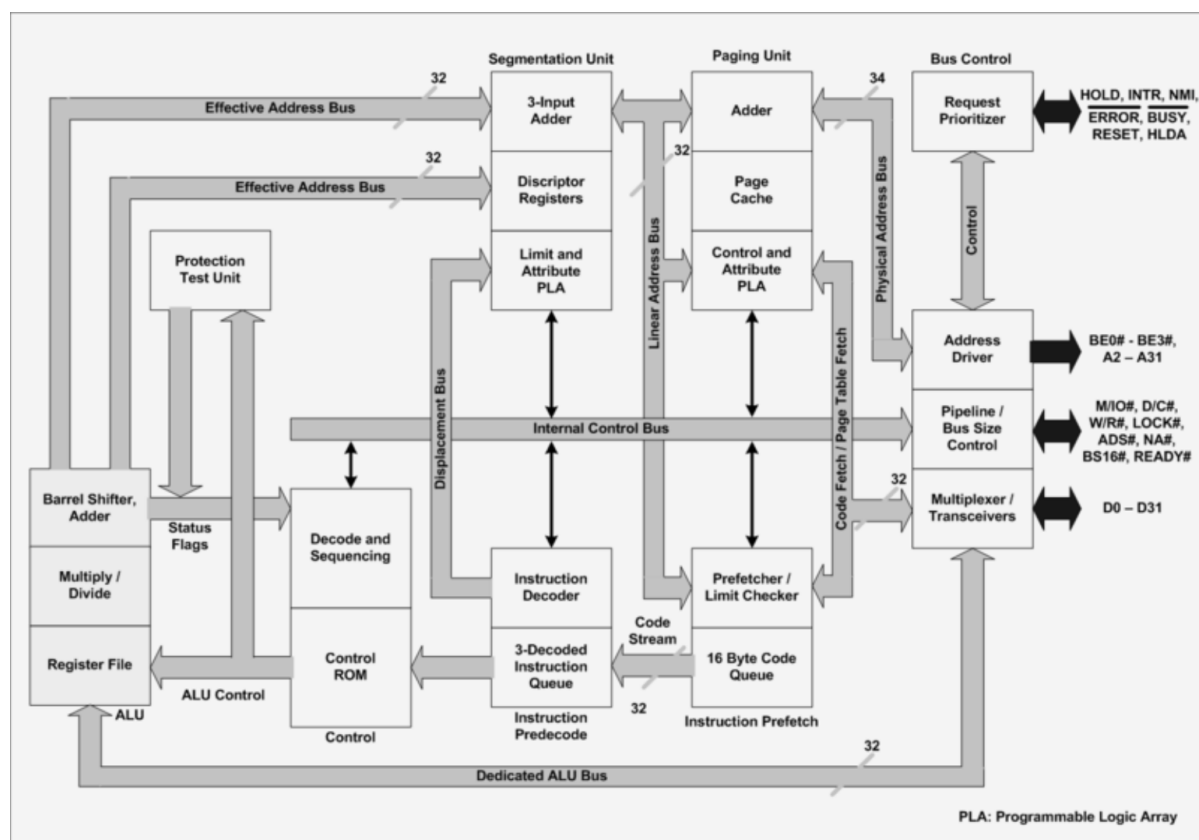 Segmentation Unit
Paging Unit
Bus Control
32
34
Effective Address Bus
3-Input
Adder
Adder
Request
Prioritizer
HOLD, INTR, NMI,
ERROR, BUSY,
RESET, HLDA
32
32
Effective Address Bus
Discriptor
Registers
Page
Cache
Physical Address Bus
Control
Protection
Test Unit
Limit and
Attribute
PLA
Linear Address Bus
Control and
Attribute
PLA
Address
Driver
BE0# - BE3#,
A2 – A31
Displacement Bus
Code Fetch / Page Table Fetch
Internal Control Bus
Pipeline /
Bus Size
Control
M/IO#, D/C#,
W/R#, LOCK#,
ADS#, NA#,
BS16#, READY#
Barrel Shifter,
Adder
Status
Flags
Decode and
Sequencing
32
Multiplexer /
Transceivers
D0 – D31
Multiply /
Divide
Instruction
Decoder
Prefetcher /
Limit Checker
Register File
ALU Control
Control
ROM
3-Decoded
Instruction
Queue
Code
Stream
32
16 Byte Code
Queue
ALU
Control
Instruction
Predecode
Instruction Prefetch
32
Dedicated ALU Bus
PLA: Programmable Logic Array